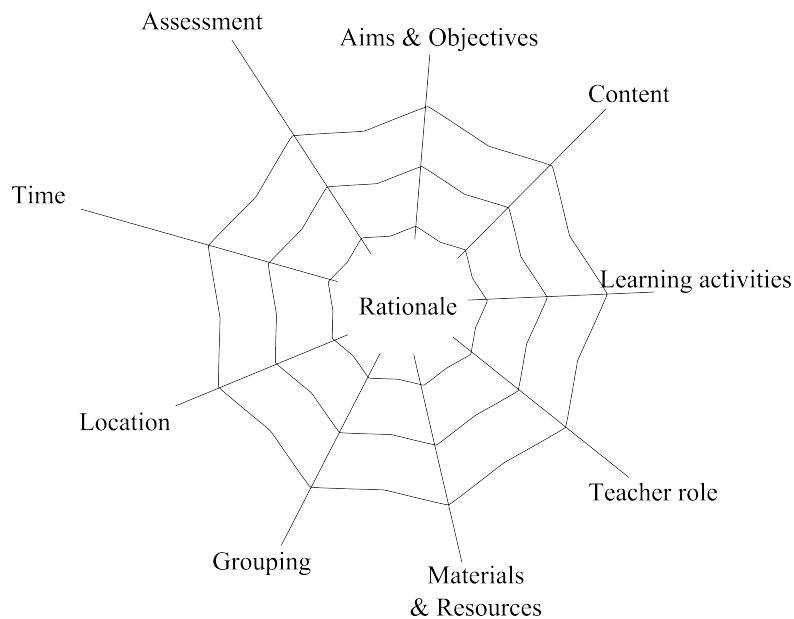 Assessment
Aims & Objectives
Content
Time
Learning activities
Rationale
Location
Teacher role
Grouping
Materials
& Resources